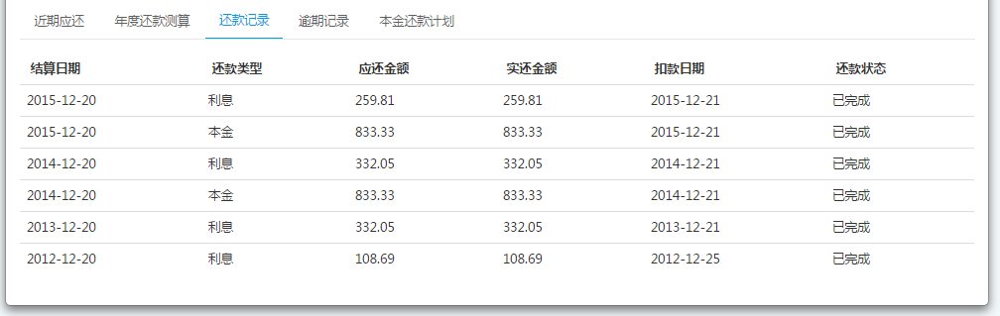 近期应还 年度还款测算 还款记录 逾期记录 本金还款计划
结算日期 还款类型 应还金额 实还金额 扣款日期 还款状态
2015-12-20 利息 259.81 259.81 2015-12-21 已完成
2015-12-20 本金 833.33 833.33 2015-12-21 已完成
2014-12-20 利息 332.05 332.05 2014-12-21 已完成
2014-12-20 本金 833.33 833.33 2014-12-21 已完成
2013-12-20 利息 332.05 332.05 2013-12-21 已完成
2012-12-20 利息 108.69 108.69 2012-12-25 已完成